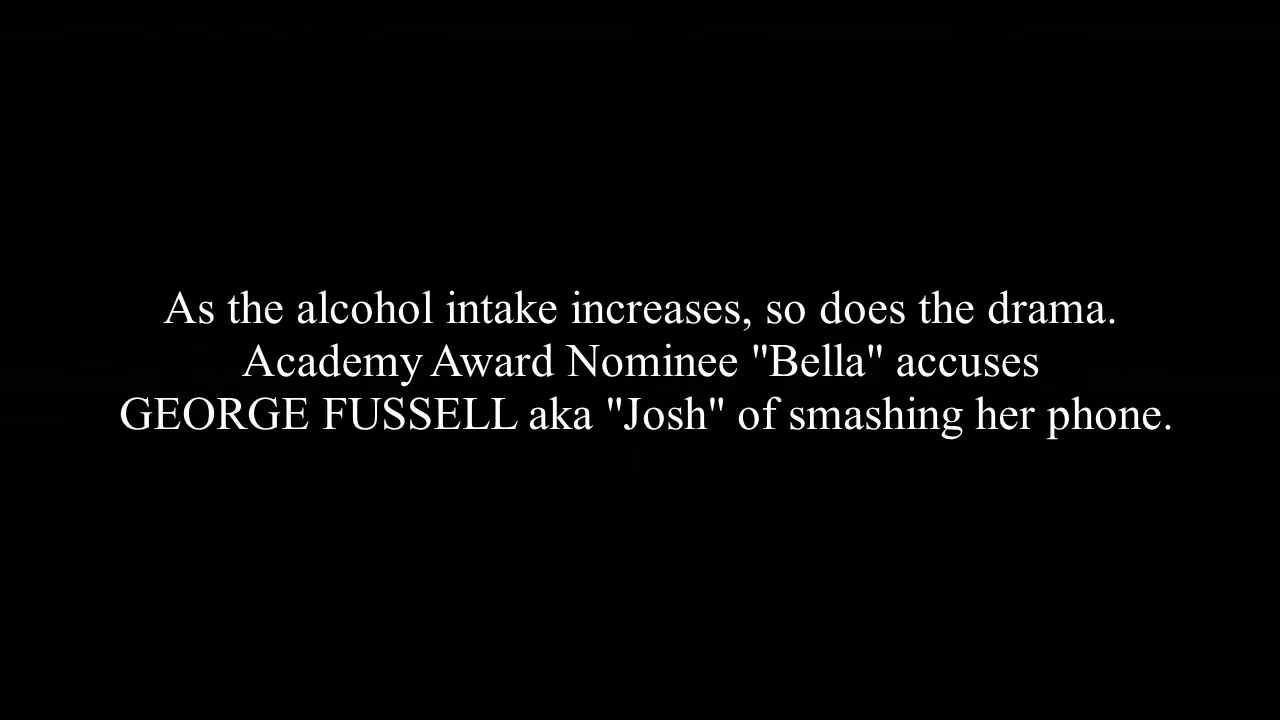 As the alcohol intake increases, so does the drama.
Academy Award Nominee "Bella" accuses
GEORGE FUSSELL aka "Josh" of smashing her phone.